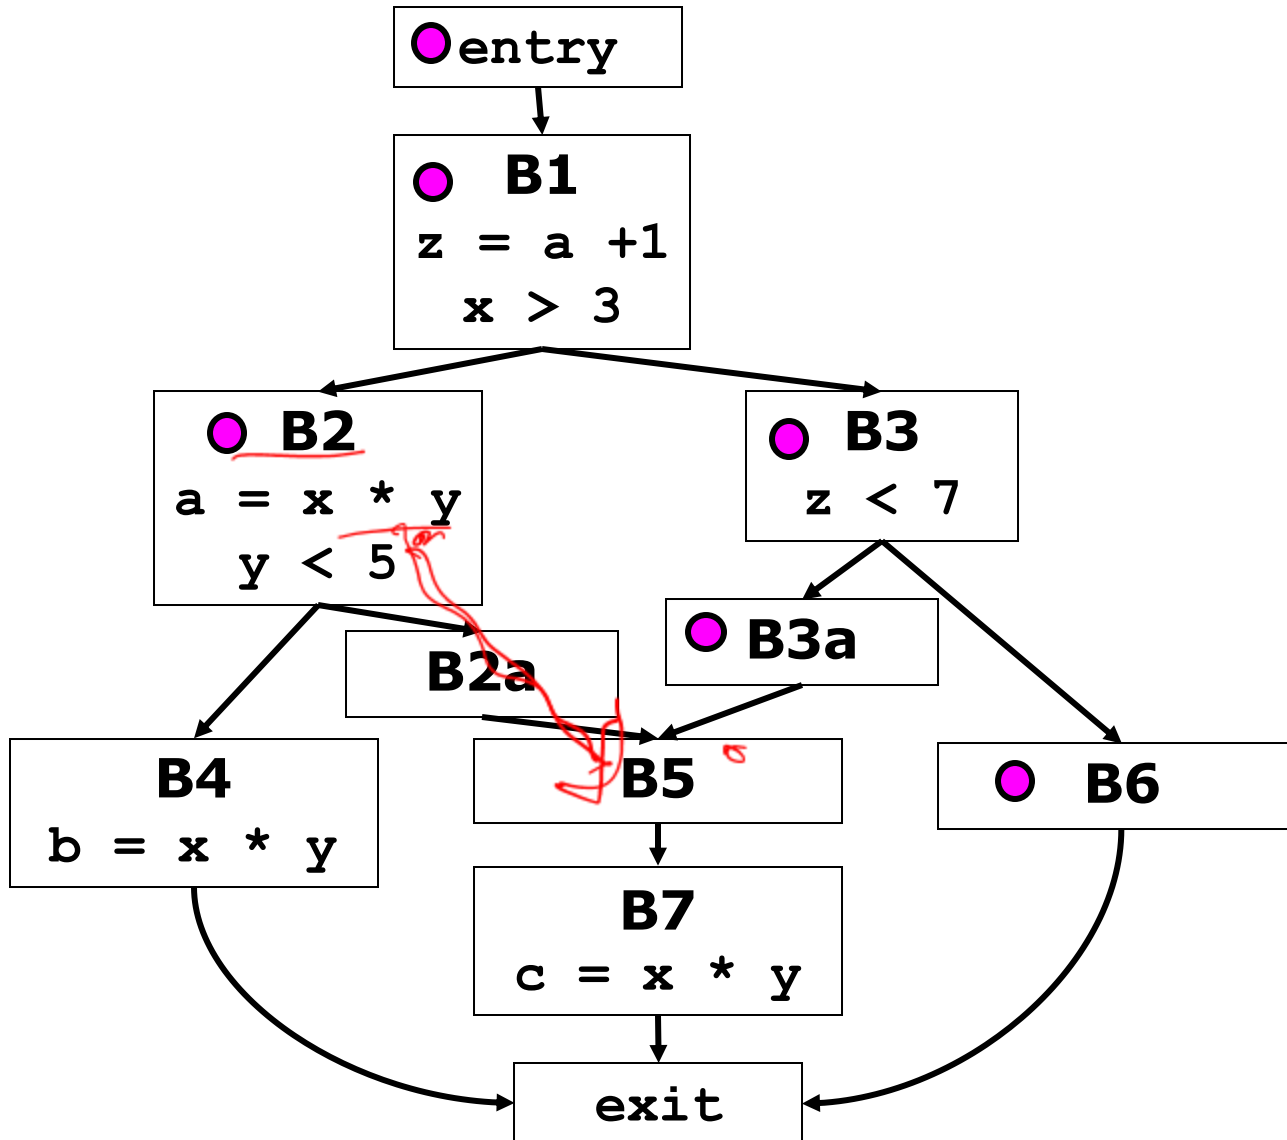 entry
B1
z = a +1
x > 3
B2
a = x * y
y < 5
B3
z < 7
B2a
B3a
B4
b = x * y
B5
B6
B7
c = x * y
exit